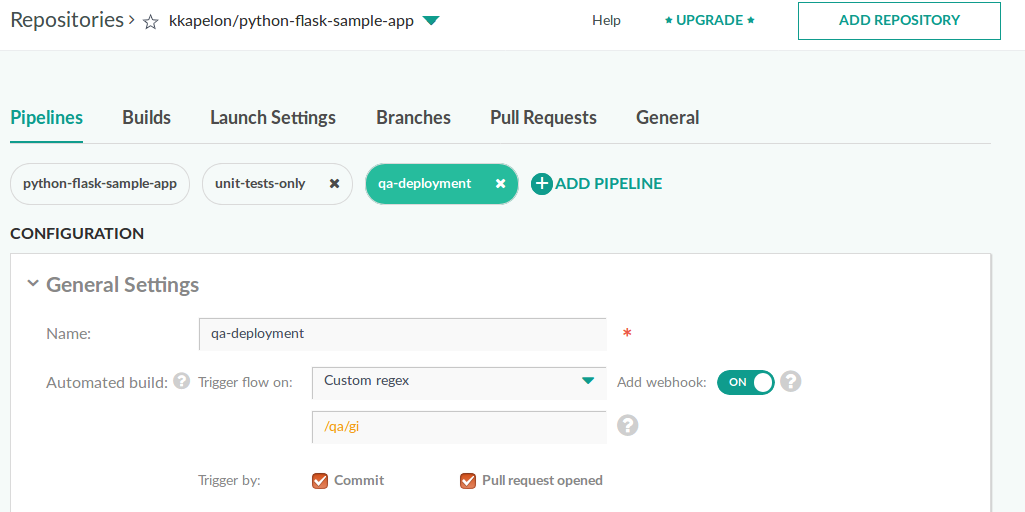 Repositories > kkapelon/python-flask-sample-app Help ★ UPGRADE ★ ADD REPOSITORY
Pipelines Builds Launch Settings Branches Pull Requests General
python-flask-sample-app unit-tests-only ✖ qa-deployment ✖ + ADD PIPELINE
CONFIGURATION
General Settings
Name: qa-deployment *
Automated build: ? Trigger flow on: Custom regex Add webhook: ON ?
/qa/gi ?
Trigger by: Commit Pull request opened